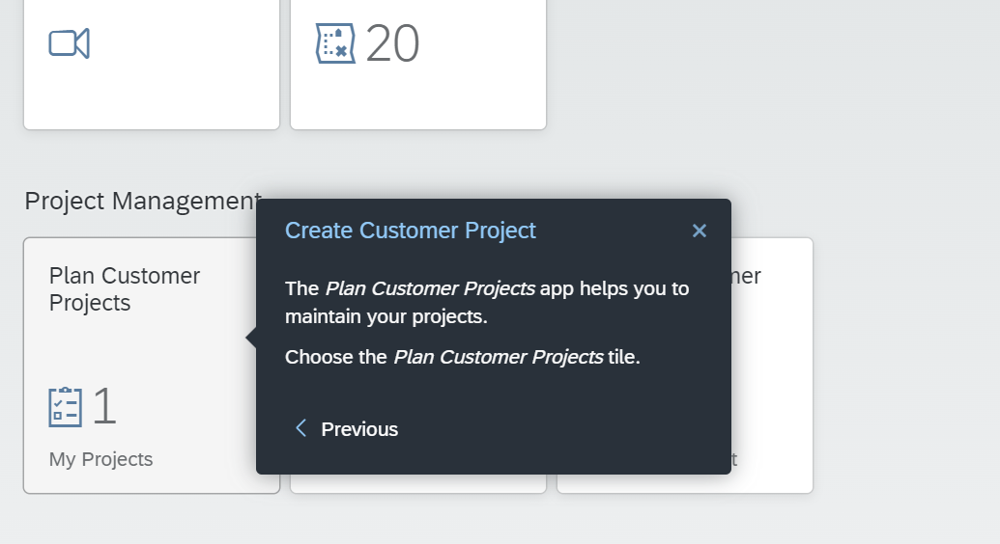 20
Project Management
Plan Customer
Projects
1
My Projects
Create Customer Project
The Plan Customer Projects app helps you to
maintain your projects.
Choose the Plan Customer Projects tile.
Previous